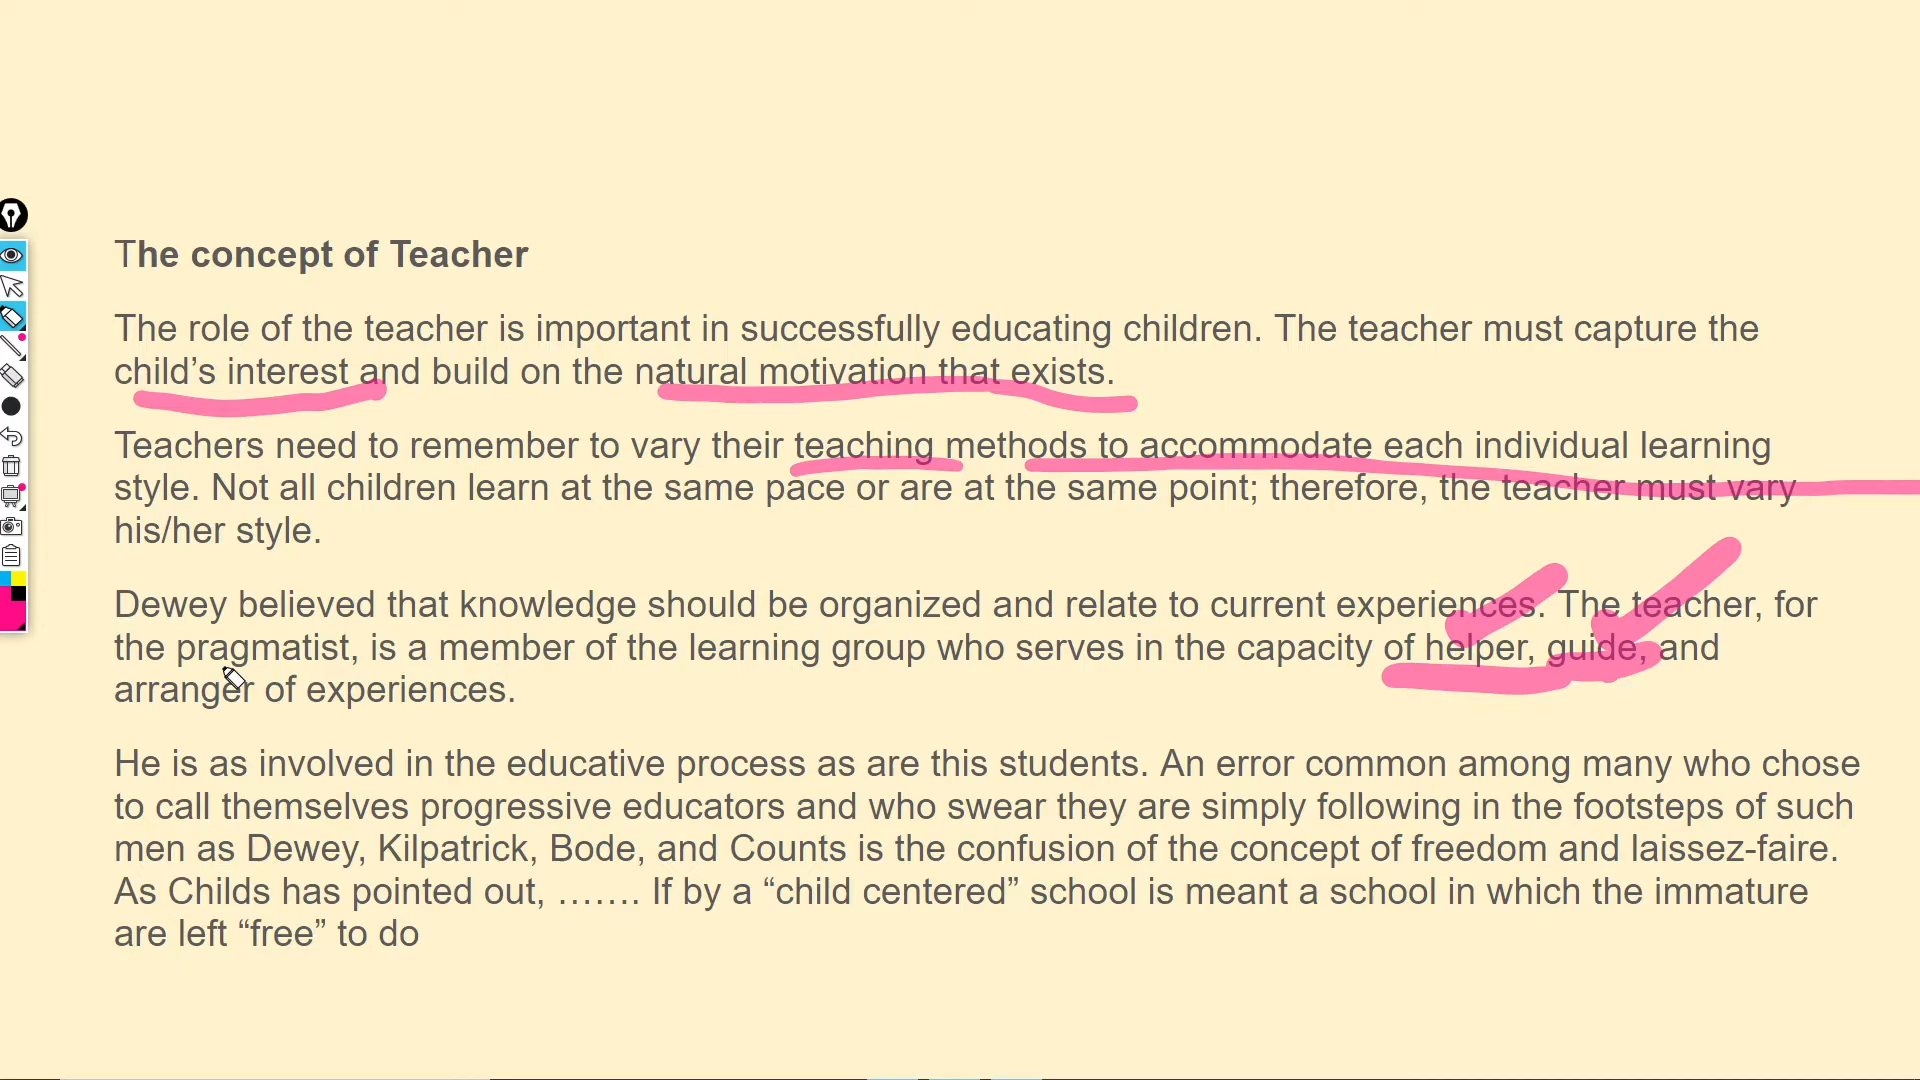 The concept of Teacher
The role of the teacher is important in successfully educating children. The teacher must capture the
child’s interest and build on the natural motivation that exists.
Teachers need to remember to vary their teaching methods to accommodate each individual learning
style. Not all children learn at the same pace or are at the same point; therefore, the teacher must vary
his/her style.
Dewey believed that knowledge should be organized and relate to current experiences. The teacher, for
the pragmatist, is a member of the learning group who serves in the capacity of helper, guide, and
arranger of experiences.
He is as involved in the educative process as are this students. An error common among many who chose
to call themselves progressive educators and who swear they are simply following in the footsteps of such
men as Dewey, Kilpatrick, Bode, and Counts is the confusion of the concept of freedom and laissez-faire.
As Childs has pointed out, ……. If by a “child centered” school is meant a school in which the immature
are left “free” to do